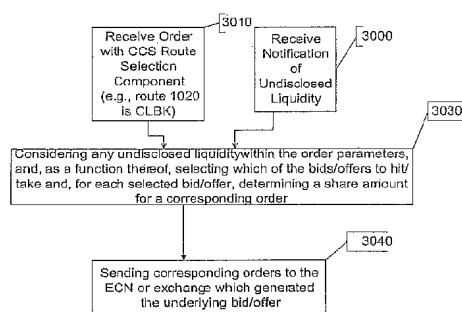 3010
Receive Order
with CCS Route
Selection
Component
(e.g., route 1020
is CLBK)
3000
Receive
Notification
of
Undisclosed
Liquidity
3030
Considering any undisclosed liquiditywithin the order parameters,
and, as a function thereof, selecting which of the bids/offers to hit/
take and, for each selected bid/offer, determining a share amount
for a corresponding order
3040
Sending corresponding orders to the
ECN or exchange which generated
the underlying bid/offer